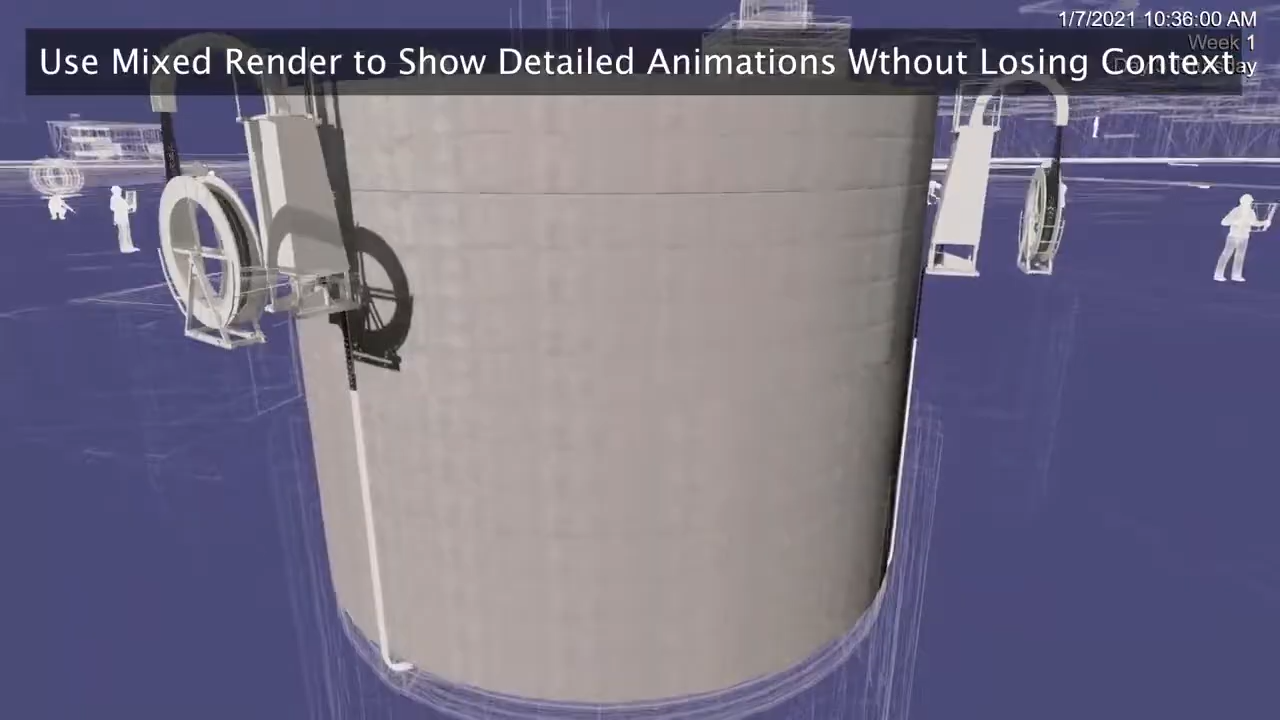 1/7/2021 10:36:00 AM
Week 1
Use Mixed Render to Show Detailed Animations Wthout Losing Context